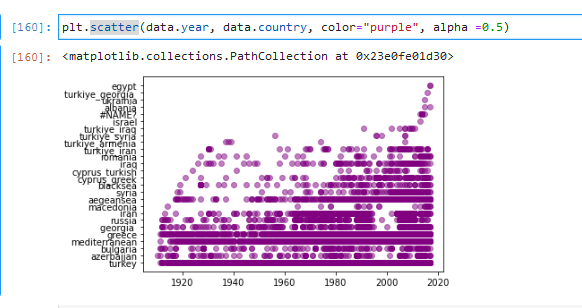 [160]: plt.scatter(data.year, data.country, color="purple", alpha =0.5)
[160]: <matplotlib.collections.PathCollection at 0x23e0fe01d30>
egypt
turkiye_georgia
ukrainia
albania
#NAME?
israel
turkiye_iraq
turkiye_syria
turkiye_armenia
turkiye_iran
romania
iraq
cyprus_turkish
cyprus_greek
blacksea
syria
aegeansea
macedonia
iran
russia
georgia
greece
mediterranean
bulgaria
azerbaijan
turkey
1920 1940 1960 1980 2000 2020